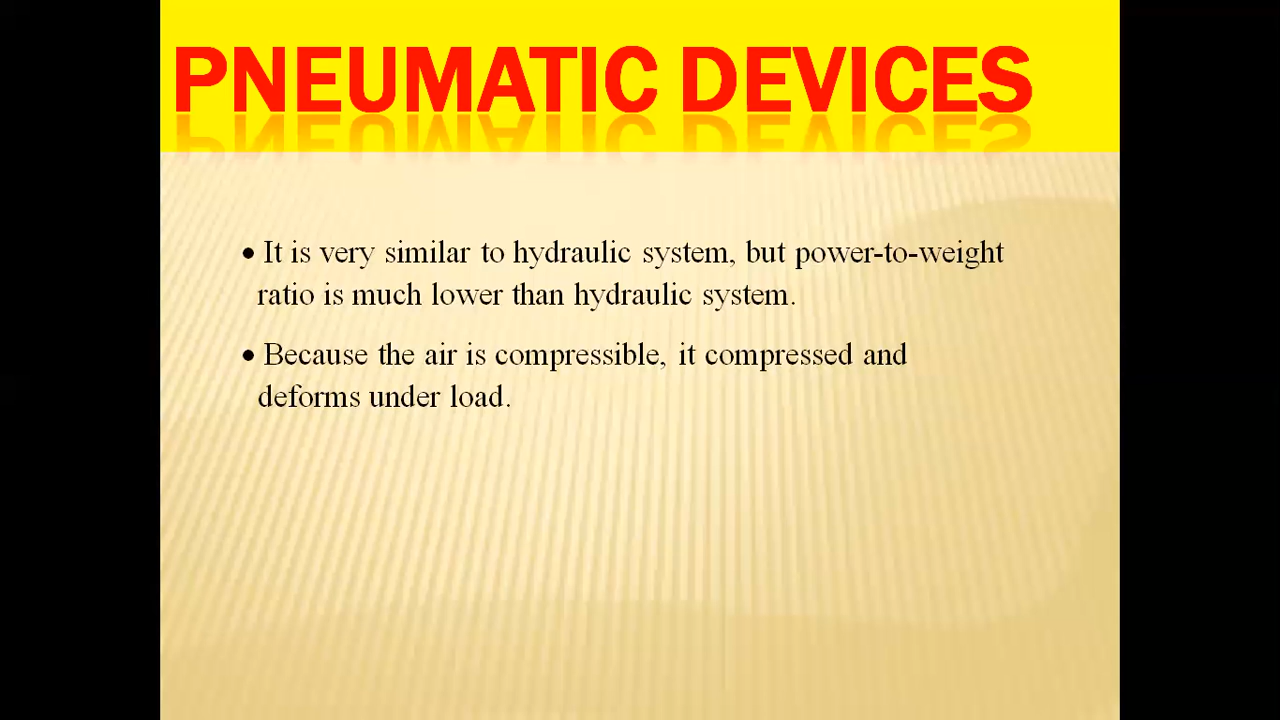 PNEUMATIC DEVICES
• It is very similar to hydraulic system, but power-to-weight
ratio is much lower than hydraulic system.
• Because the air is compressible, it compressed and
deforms under load.